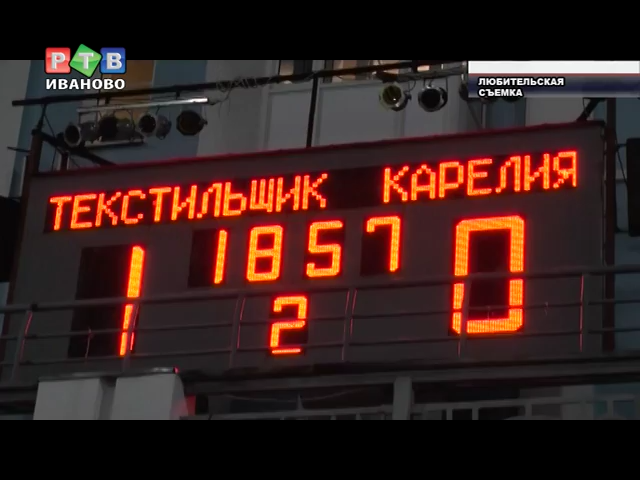 РТВ
ИВАНОВО
ЛЮБИТЕЛЬСКАЯ
СЪЕМКА
ТЕКСТИЛЬЩИК КАРЕЛИЯ
1 1857 0
2